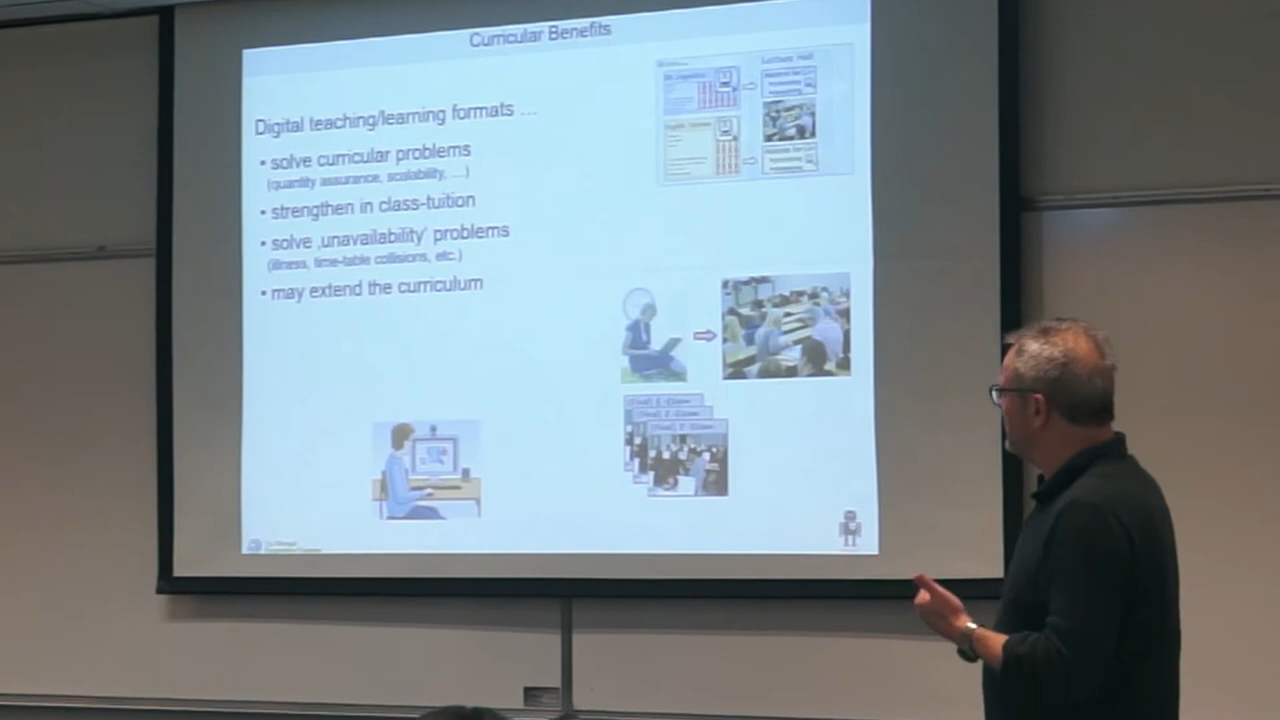 Curricular Benefits
Digital teaching/learning formats ...
• solve curricular problems
(quantity assurance, scalability, ...)
• strengthen in class-tuition
• solve ‚unavailability' problems
(illness, time-table collisions, etc.)
• may extend the curriculum
Lecture Hall